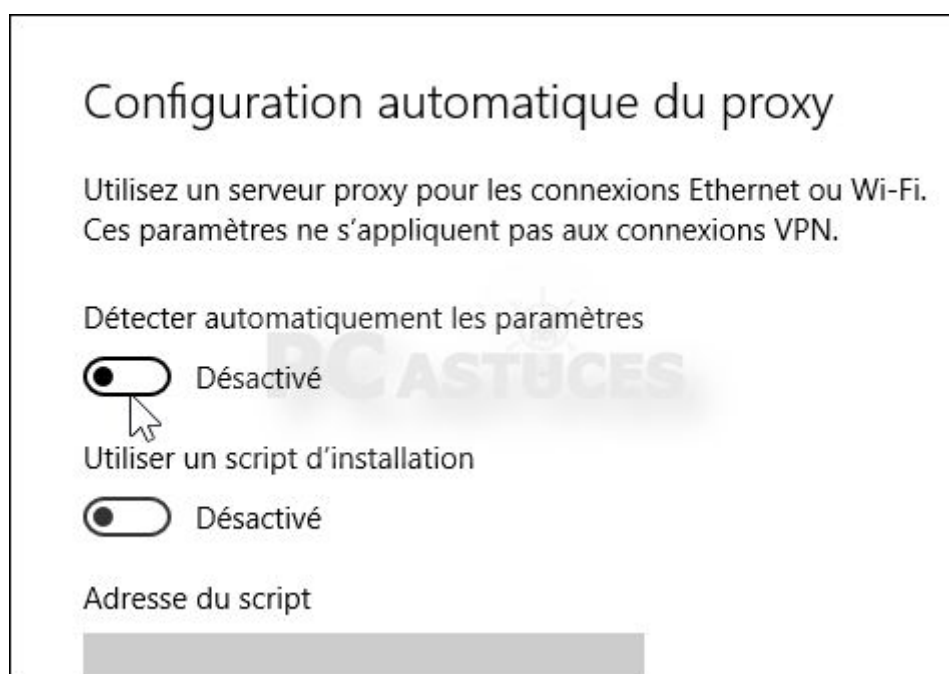 Configuration automatique du proxy
Utilisez un serveur proxy pour les connexions Ethernet ou Wi-Fi.
Ces paramètres ne s’appliquent pas aux connexions VPN.
Détecter automatiquement les paramètres
PC ASTUCES
Désactivé
Utiliser un script d’installation
Désactivé
Adresse du script